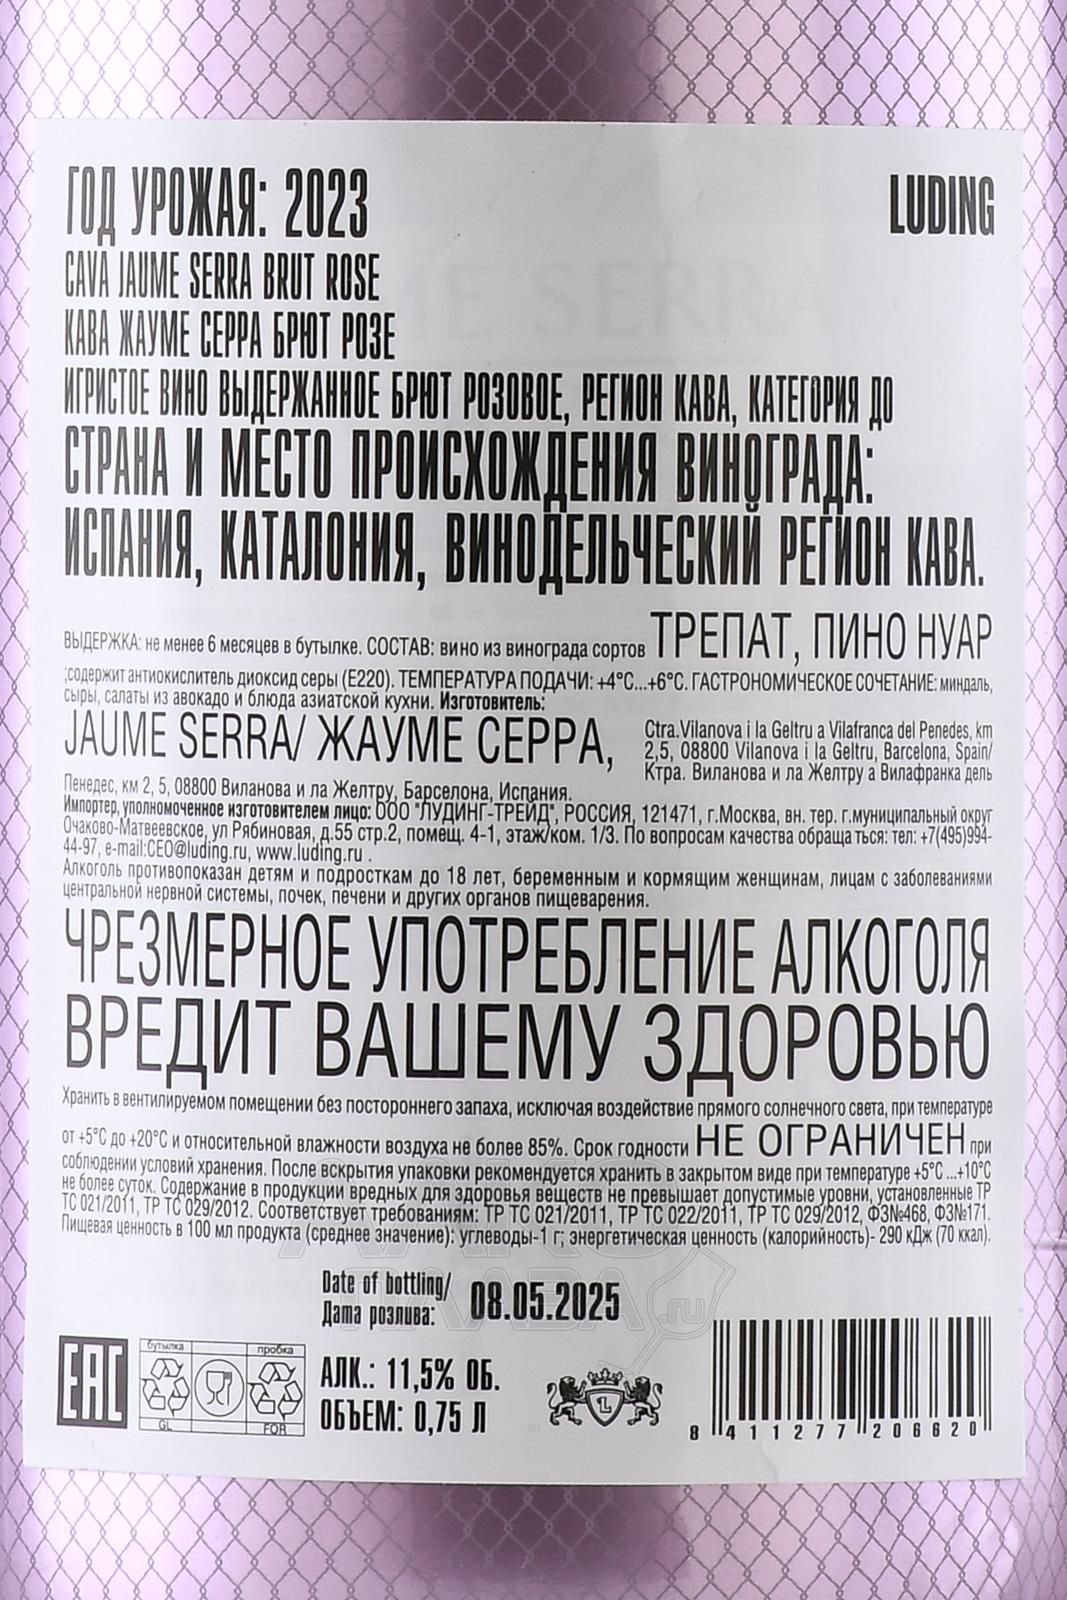 ГОД УРОЖАЯ: 2023
LUDING
CAVA JAUME SERRA BRUT ROSE
КАВА ЖАУМЕ СЕРРА БРЮТ РОЗЕ
ИГРИСТОЕ ВИНО ВЫДЕРЖАННОЕ БРЮТ РОЗОВОЕ, РЕГИОН КАВА, КАТЕГОРИЯ ДО
СТРАНА И МЕСТО ПРОИСХОЖДЕНИЯ ВИНОГРАДА:
ИСПАНИЯ, КАТАЛОНИЯ, ВИНОДЕЛЬЧЕСКИЙ РЕГИОН КАВА.
ВЫДЕРЖКА: не менее 6 месяцев в бутылке. СОСТАВ: вино из винограда сортов ТРЕПАТ, ПИНО НУАР
;содержит антиокислитель диоксид серы (Е220). ТЕМПЕРАТУРА ПОДАЧИ: +4°С...+6°С. ГАСТРОНОМИЧЕСКОЕ СОЧЕТАНИЕ: миндаль,
сыры, салаты из авокадо и блюда азиатской кухни. Изготовитель:
JAUME SERRA/ ЖАУМЕ СЕРРА,
Ctra.Vilanova i la Geltru a Vilafranca del Penedes, km
2,5, 08800 Vilanova i la Geltru, Barcelona, Spain/
Ктра. Виланова и ла Желтру а Вилафранка дель
Пенедес, км 2, 5, 08800 Виланова и ла Желтру, Барселона, Испания.
Импортер, уполномоченное изготовителем лицо: ООО "ЛУДИНГ-ТРЕЙД", РОССИЯ, 121471, г.Москва, вн. тер. г.муниципальный округ
Очаково-Матвеевское, ул Рябиновая, д.55 стр.2, помещ. 4-1, этаж/ком. 1/3. По вопросам качества обращаться: тел: +7(495)994-
44-97, e-mail:CEO@luding.ru, www.luding.ru .
Алкоголь противопоказан детям и подросткам до 18 лет, беременным и кормящим женщинам, лицам с заболеваниями
центральной нервной системы, почек, печени и других органов пищеварения.
ЧРЕЗМЕРНОЕ УПОТРЕБЛЕНИЕ АЛКОГОЛЯ
ВРЕДИТ ВАШЕМУ ЗДОРОВЬЮ
Хранить в вентилируемом помещении без постороннего запаха, исключая воздействие прямого солнечного света, при температуре
от +5°С до +20°С и относительной влажности воздуха не более 85%. Срок годности НЕ ОГРАНИЧЕН при
соблюдении условий хранения. После вскрытия упаковки рекомендуется хранить в закрытом виде при температуре +5°С ...+10°С
не более суток. Содержание в продукции вредных для здоровья веществ не превышает допустимые уровни, установленные ТР
ТС 021/2011, ТР ТС 029/2012. Соответствует требованиям: ТР ТС 021/2011, ТР ТС 022/2011, ТР ТС 029/2012, ФЗ№468, ФЗ№171.
Пищевая ценность в 100 мл продукта (среднее значение): углеводы-1 г; энергетическая ценность (калорийность)- 290 кДж (70 ккал).
Date of bottling/
Дата розлива: 08.05.2025
EAC
бутылка
пробка
GL
FOR
АЛК.: 11,5% ОБ.
ОБЪЕМ: 0,75 Л
L
8 411277 206620